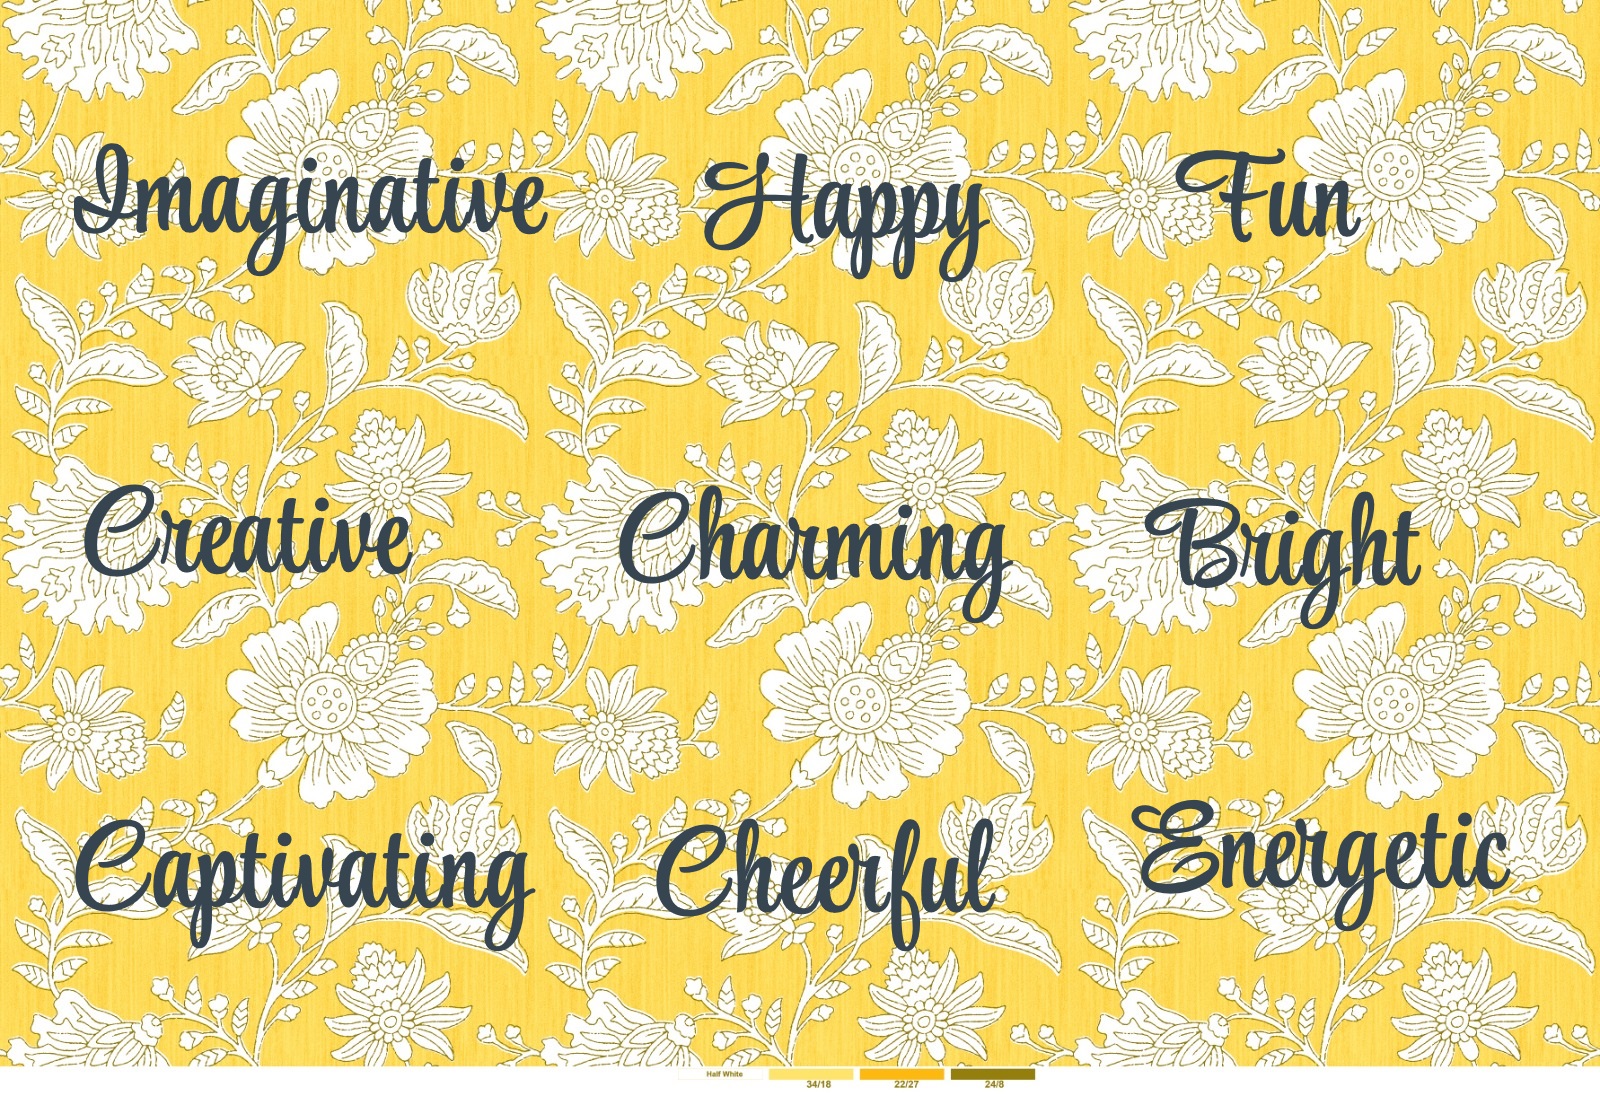 Imaginative Happy Fun
Creative Charming Bright
Captivating Cheerful Energetic
Half White 34/18 22/27 24/8